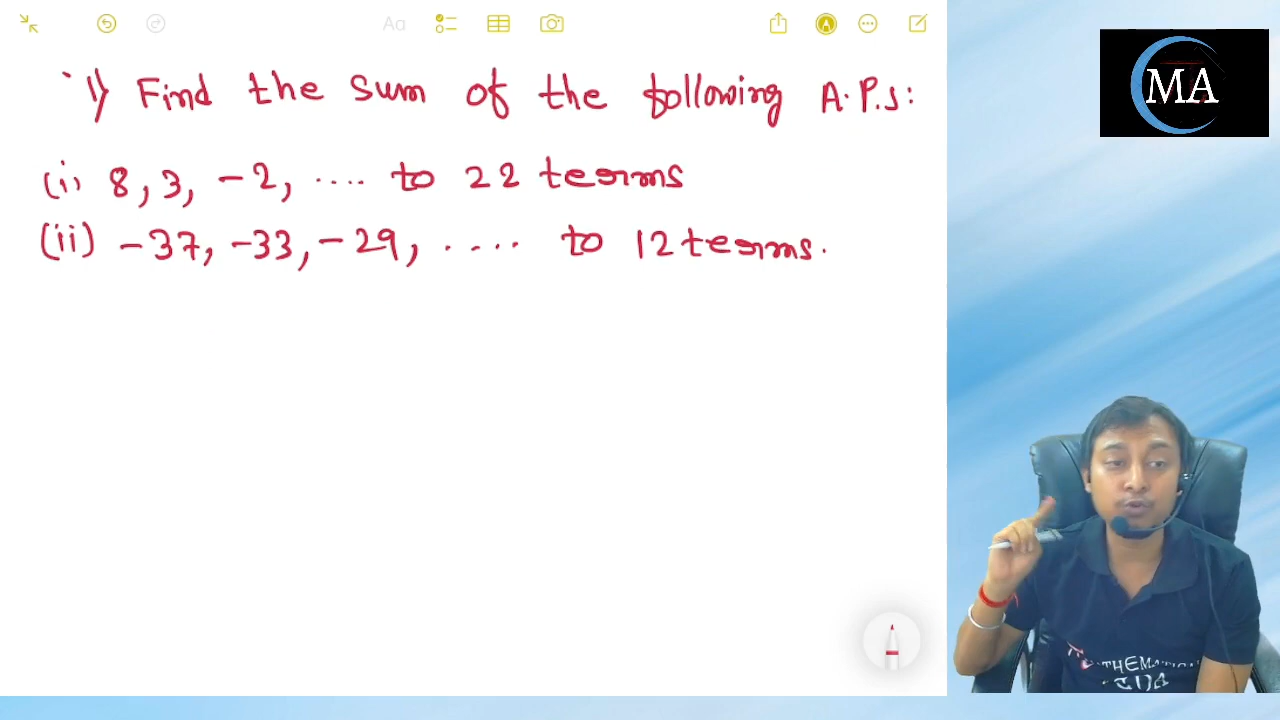 1) Find the sum of the following A.P.s:
(i) 8, 3, -2, .... to 22 terms
(ii) -37, -33, -29, ..... to 12 terms.
Aa
MA